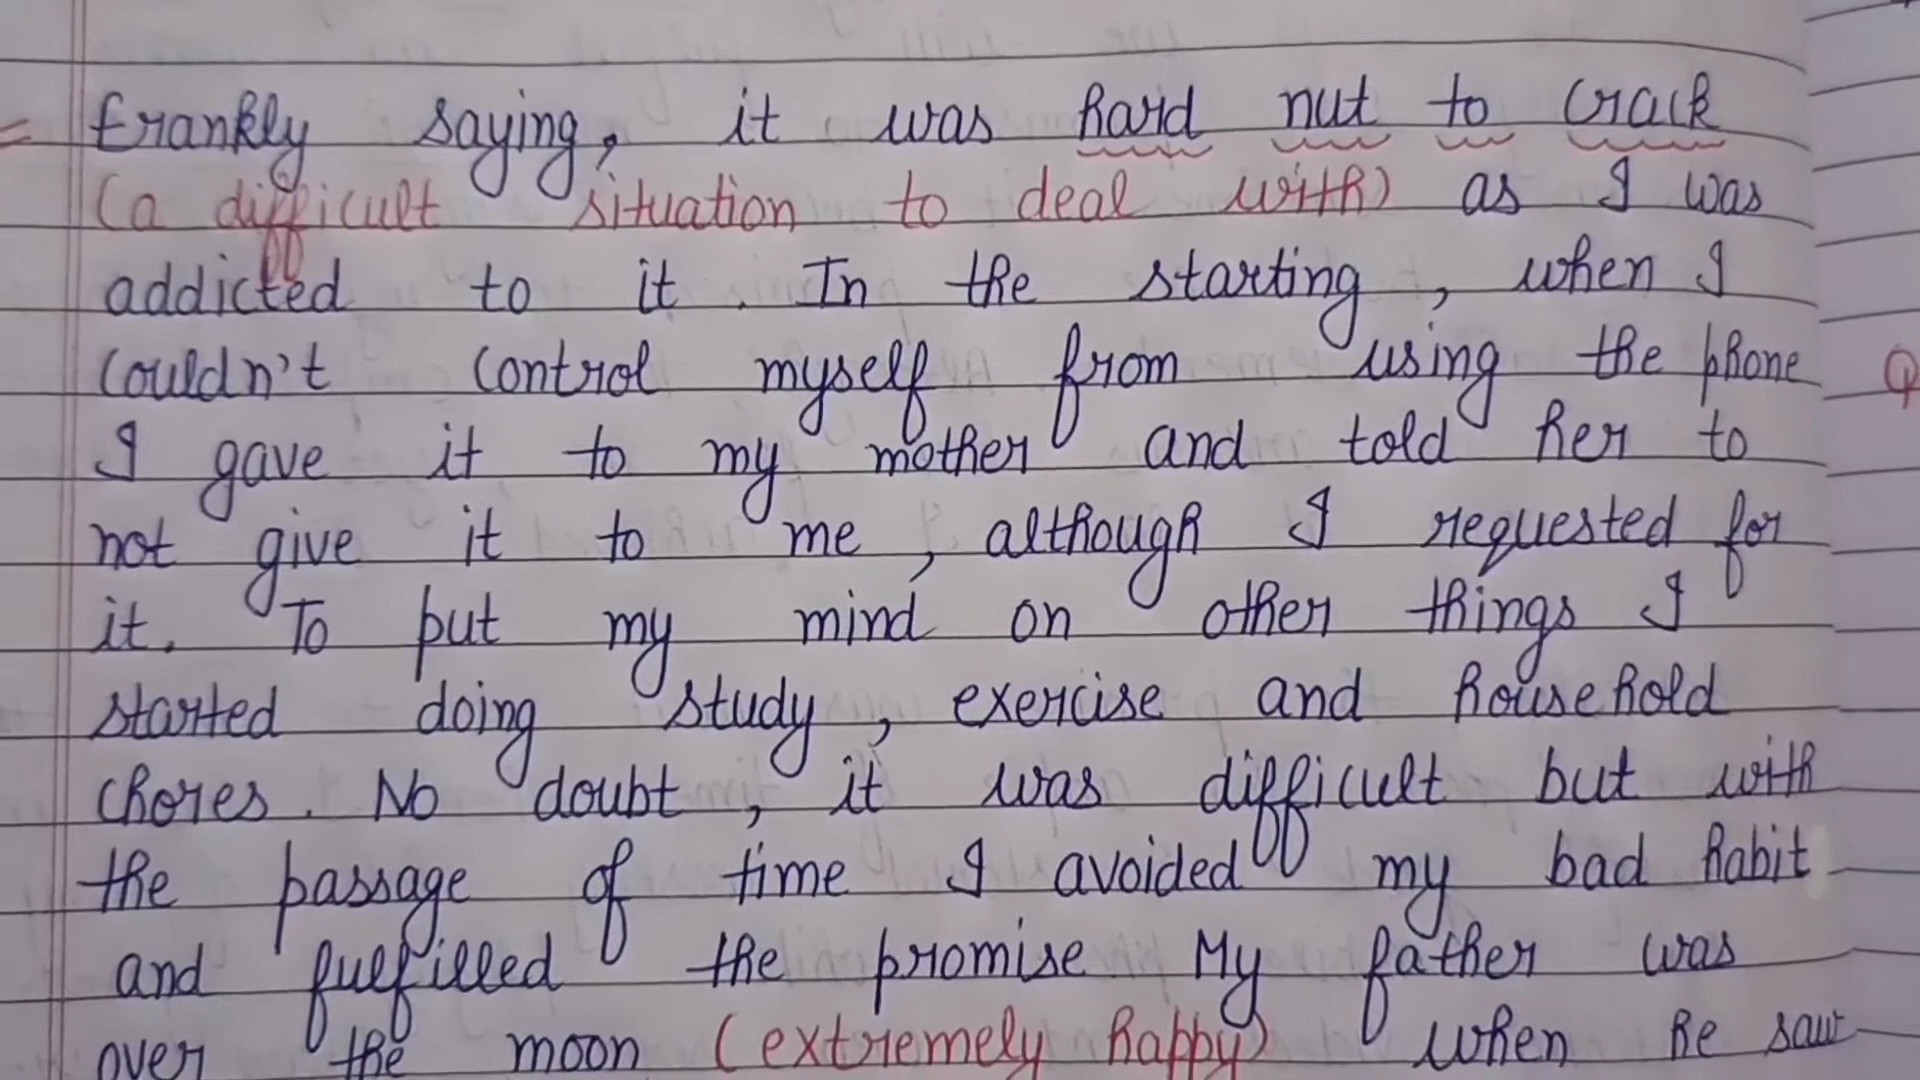 = frankly saying, it was hard nut to crack
(a difficult situation to deal with) as I was
addicted to it. In the starting, when I
couldn't control myself from using the phone
I gave it to my mother and told her to
not give it to me, although I requested for
it. To put my mind on other things I
started doing study, exercise and household
chores. No doubt, it was difficult but with
the passage of time I avoided my bad habit
and fulfilled the promise My father was
over the moon (extremely happy) when he saw
Q